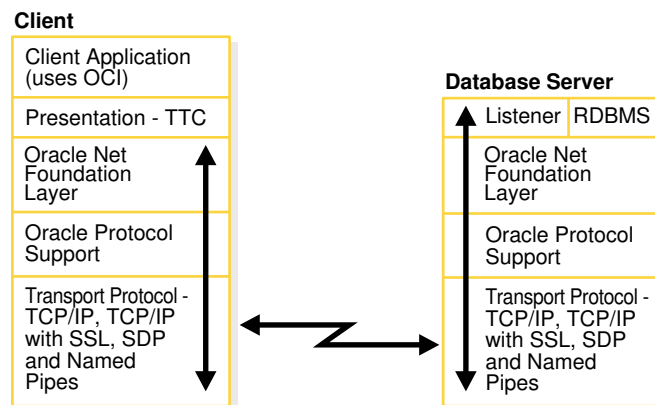 Client
Client Application
(uses OCI)
Presentation - TTC
Oracle Net
Foundation
Layer
Oracle Protocol
Support
Transport Protocol -
TCP/IP, TCP/IP
with SSL, SDP
and Named
Pipes
Database Server
Listener
RDBMS
Oracle Net
Foundation
Layer
Oracle Protocol
Support
Transport Protocol -
TCP/IP, TCP/IP
with SSL, SDP
and Named
Pipes